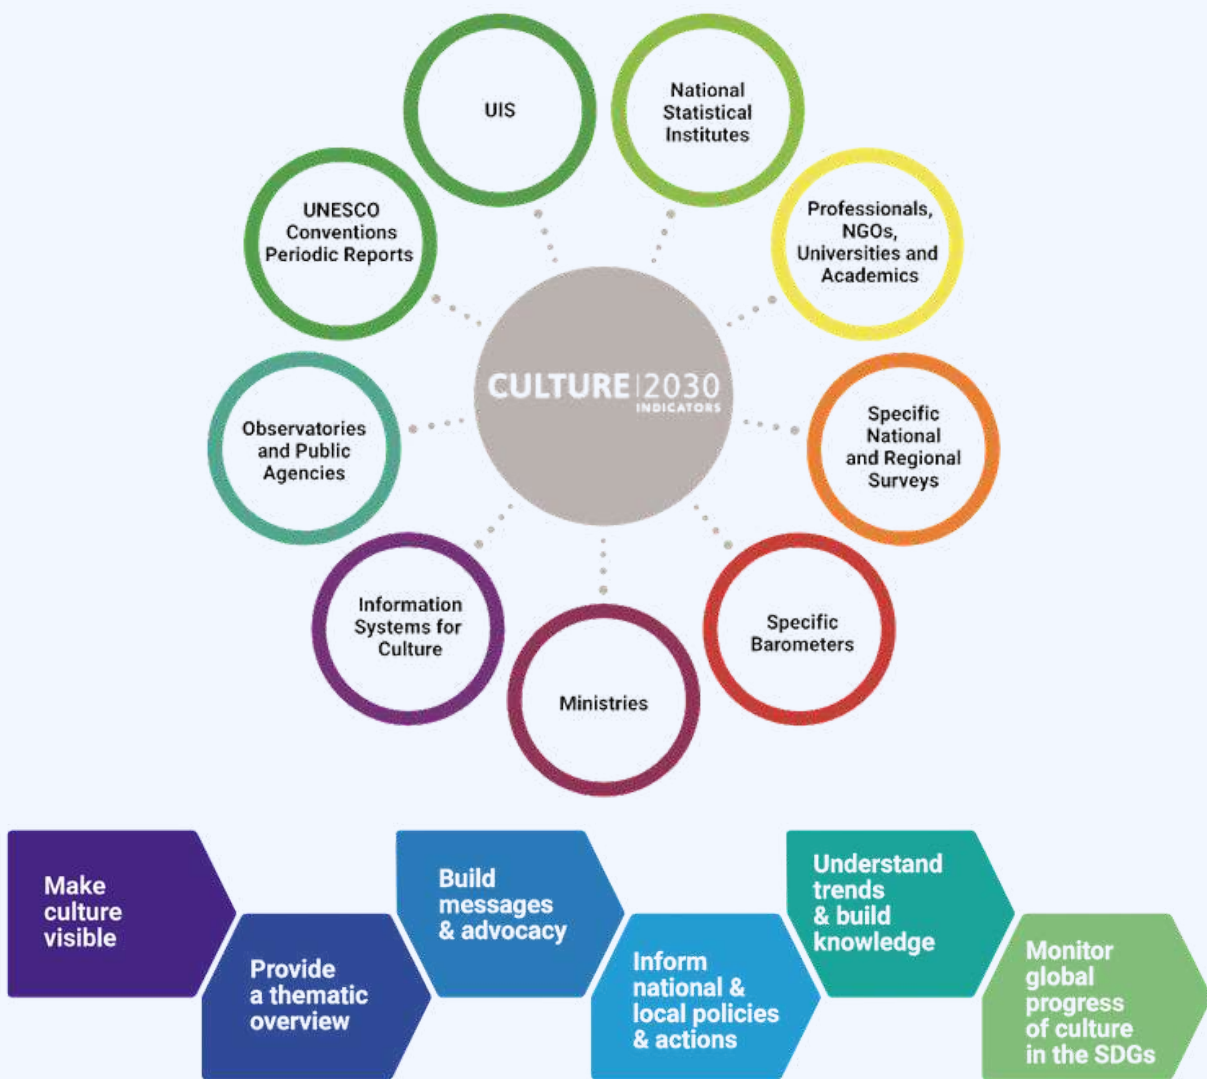 UIS
National
Statistical
Institutes
UNESCO
Conventions
Periodic Reports
Professionals,
NGOs,
Universities and
Academics
CULTURE|2030
INDICATORS
Observatories
and Public
Agencies
Specific
National
and Regional
Surveys
Information
Systems for
Culture
Specific
Barometers
Ministries
Make
culture
visible
Provide
a thematic
overview
Build
messages
& advocacy
Inform
national &
local policies
& actions
Understand
trends
& build
knowledge
Monitor
global
progress
of culture
in the SDGs